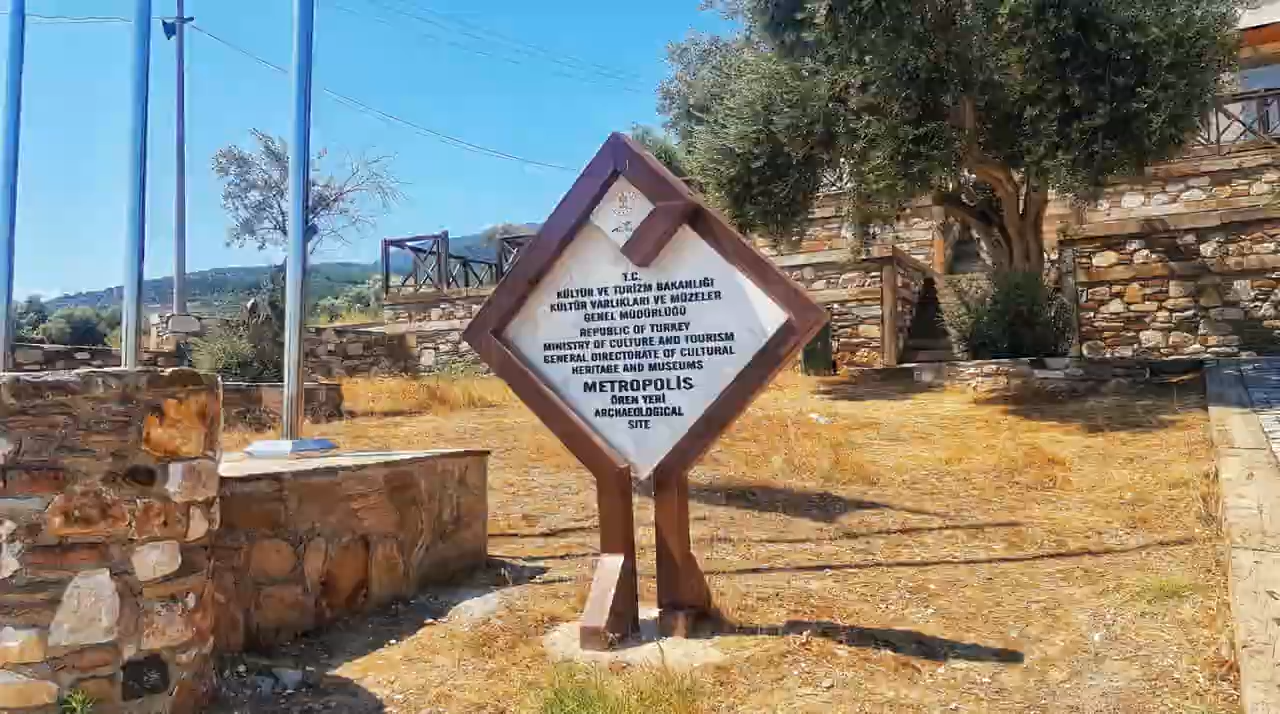 T.C.
KÜLTÜR VE TURİZM BAKANLIĞI
KÜLTÜR VARLIKLARI VE MÜZELER
GENEL MÜDÜRLÜĞÜ
REPUBLIC OF TURKEY
MINISTRY OF CULTURE AND TOURISM
GENERAL DIRECTORATE OF CULTURAL
HERITAGE AND MUSEUMS
METROPOLİS
ÖREN YERİ
ARCHAEOLOGICAL
SITE